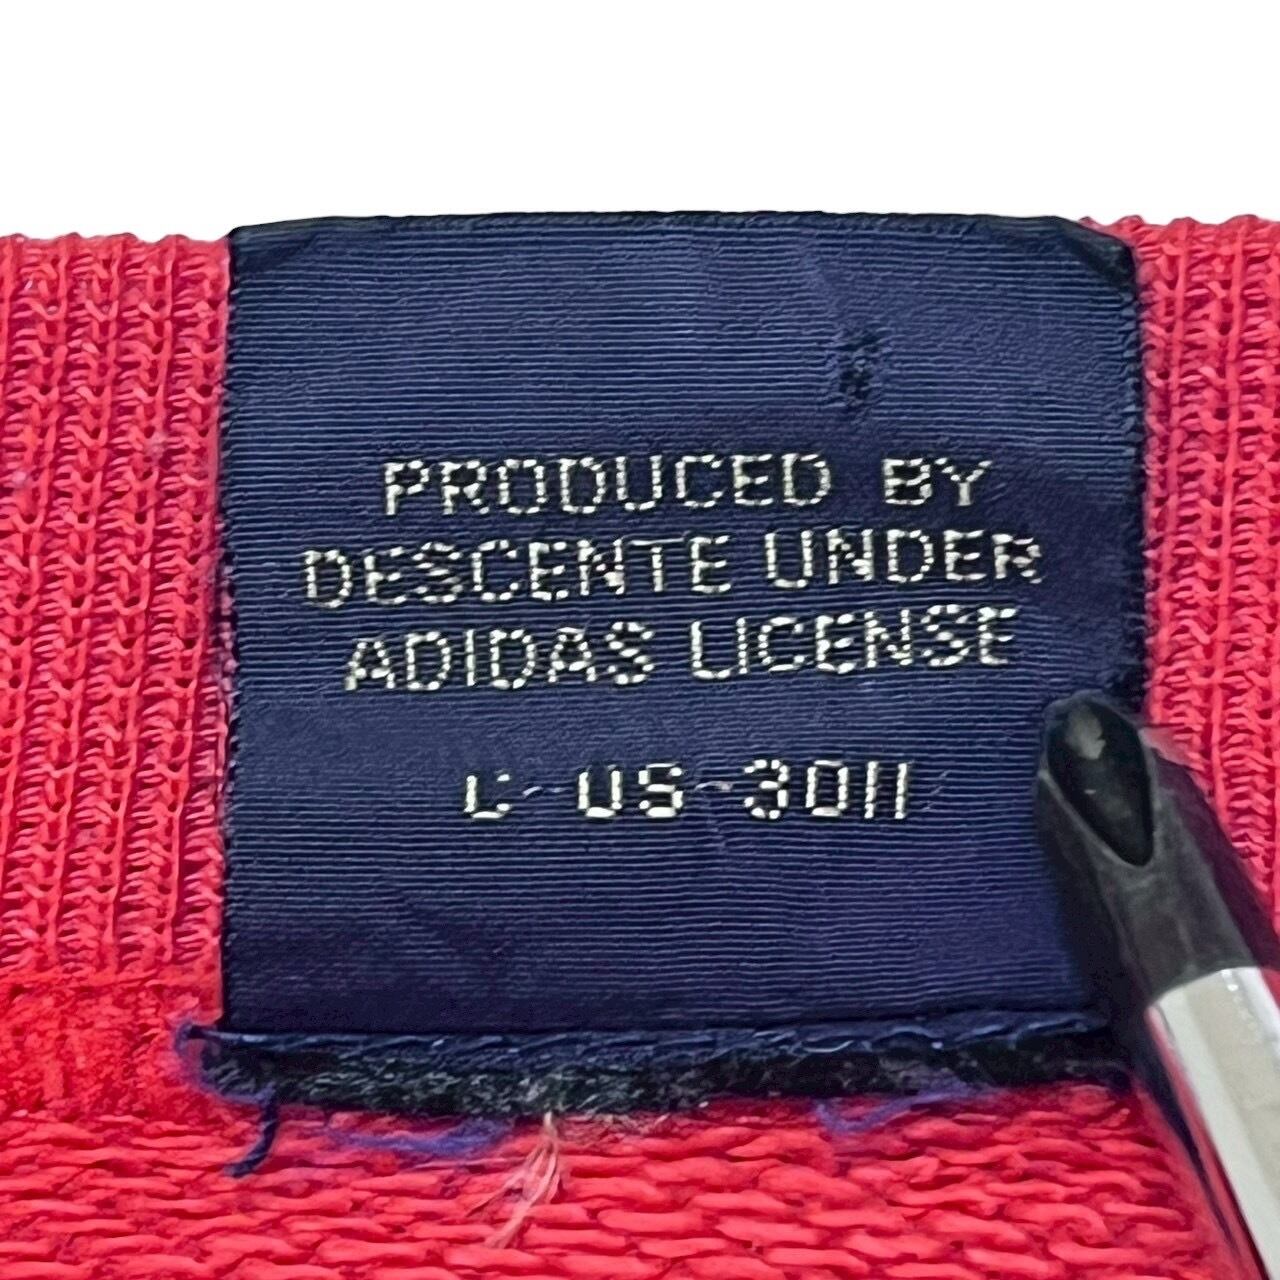 PRODUCED BY
DESCENTE UNDER
ADIDAS LICENSE
US-3011